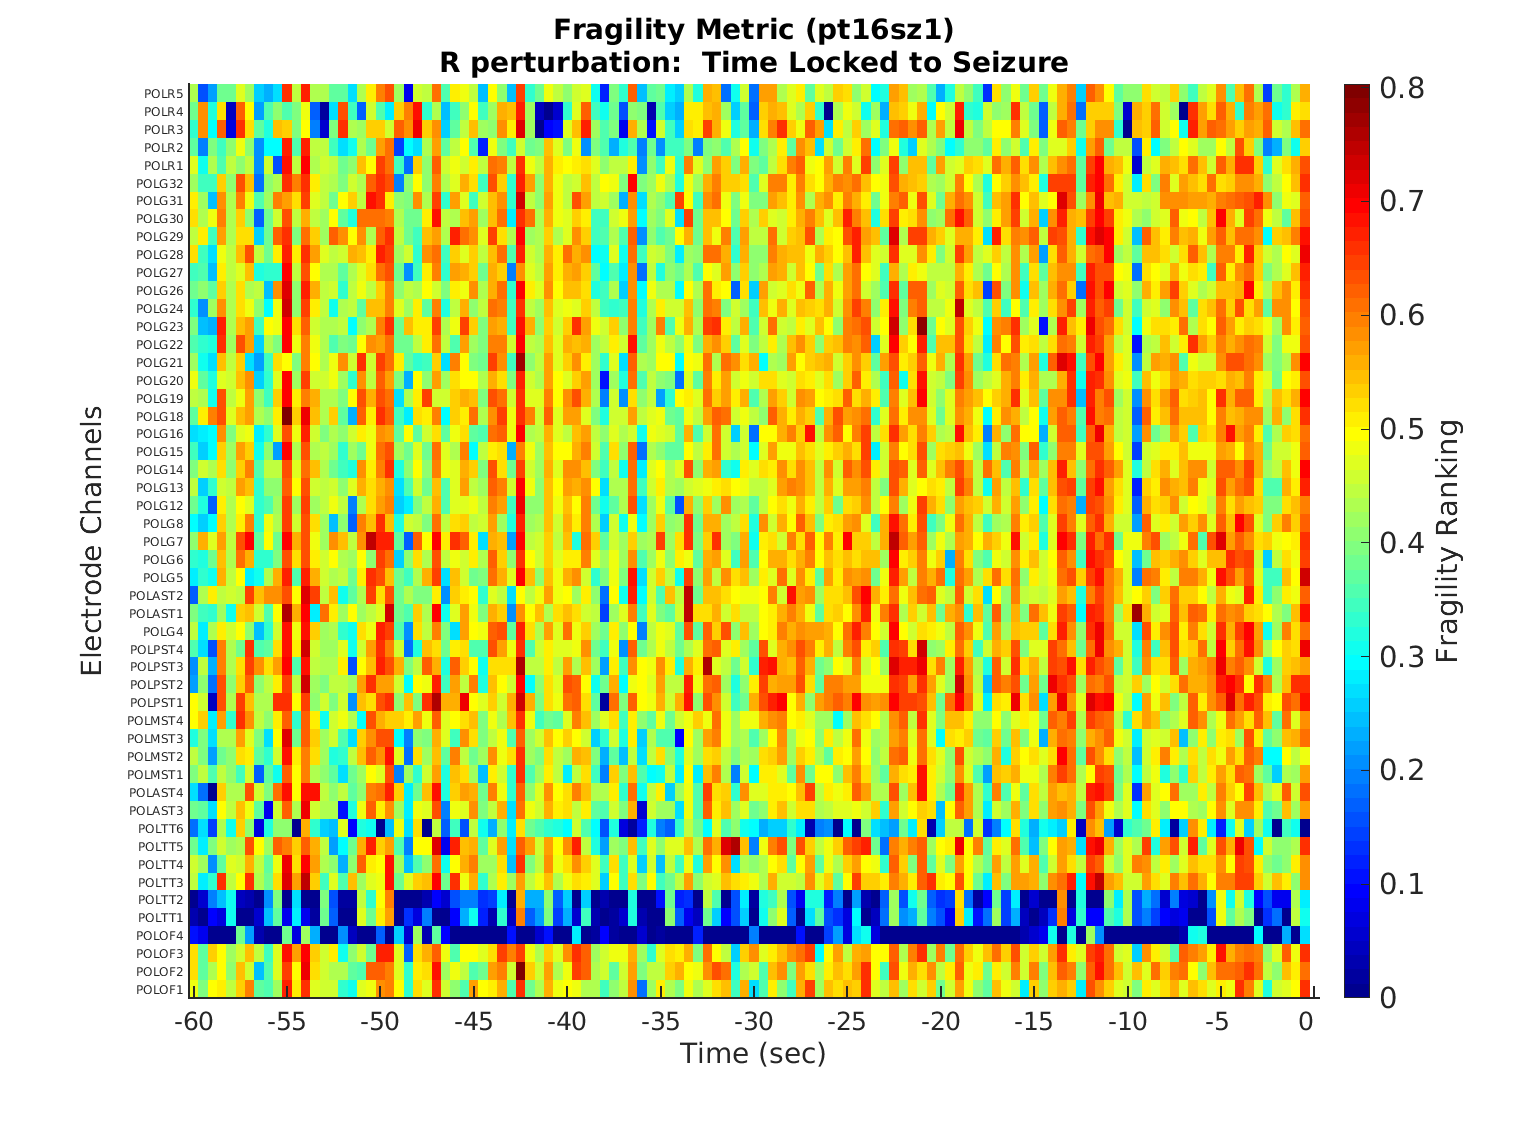 Fragility Metric (pt16sz1)
R perturbation:  Time Locked to Seizure
Electrode Channels
POLR5
POLR4
POLR3
POLR2
POLR1
POLG32
POLG31
POLG30
POLG29
POLG28
POLG27
POLG26
POLG24
POLG23
POLG22
POLG21
POLG20
POLG19
POLG18
POLG16
POLG15
POLG14
POLG13
POLG12
POLG8
POLG7
POLG6
POLG5
POLAST2
POLAST1
POLG4
POLPST4
POLPST3
POLPST2
POLPST1
POLMST4
POLMST3
POLMST2
POLMST1
POLAST4
POLAST3
POLTT6
POLTT5
POLTT4
POLTT3
POLTT2
POLTT1
POLOF4
POLOF3
POLOF2
POLOF1
-60 -55 -50 -45 -40 -35 -30 -25 -20 -15 -10 -5 0
Time (sec)
0.8
0.7
0.6
0.5
0.4
0.3
0.2
0.1
0
Fragility Ranking